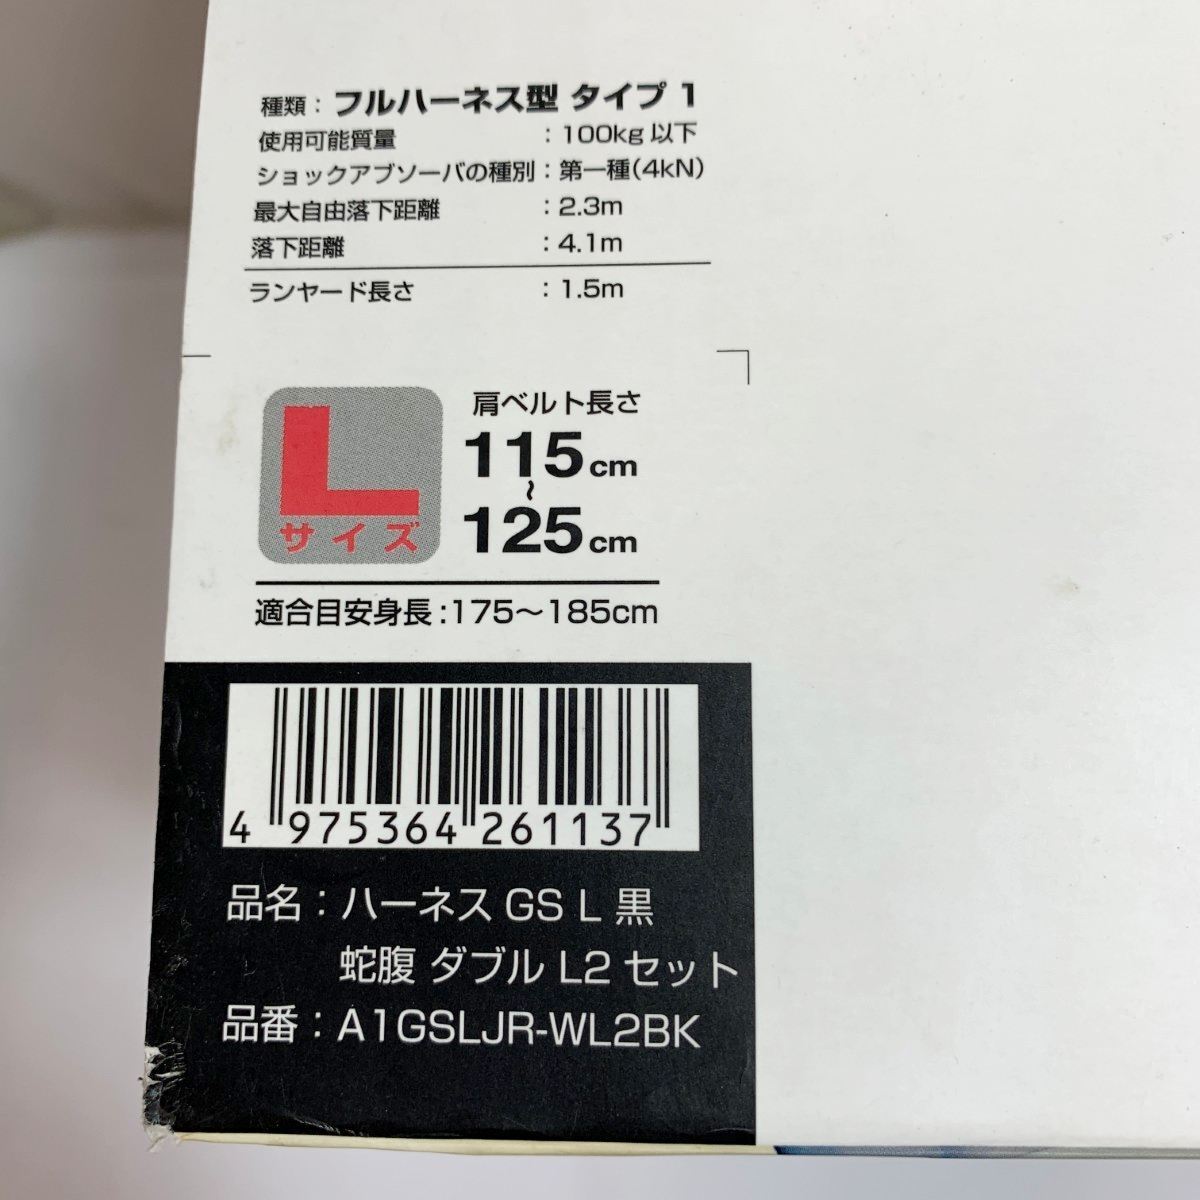 種類：フルハーネス型 タイプ 1
使用可能質量 ：100kg 以下
ショックアブソーバの種別：第一種(4kN)
最大自由落下距離 ：2.3m
落下距離 ：4.1m
ランヤード長さ ：1.5m
L
サイズ
肩ベルト長さ
115cm
〜
125cm
適合目安身長：175〜185cm
4 975364 261137
品名：ハーネス GS L 黒
蛇腹 ダブル L2 セット
品番：A1GSLJR-WL2BK